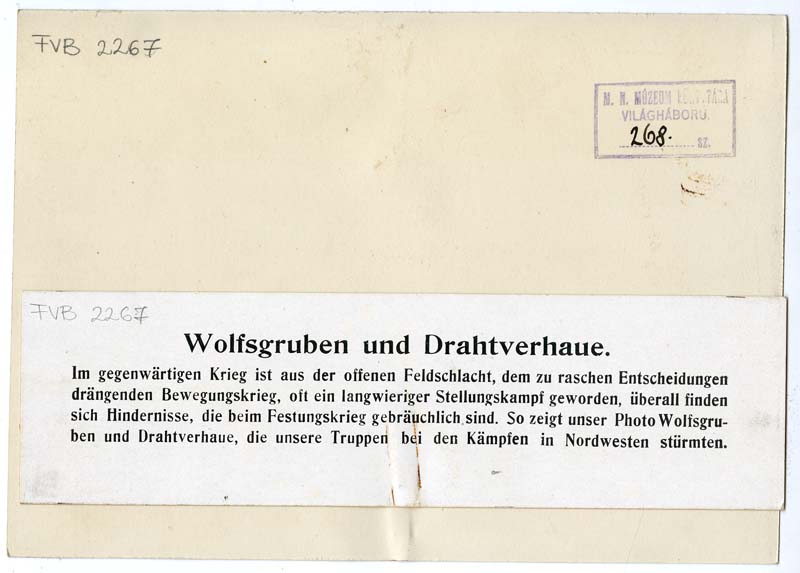 FVB 2267
M. N. MÚZEUM KÖNYVTÁRA
VILÁGHÁBORÚ.
268. SZ.
FVB 2267
Wolfsgruben und Drahtverhaue.
Im gegenwärtigen Krieg ist aus der offenen Feldschlacht, dem zu raschen Entscheidungen
drängenden Bewegungskrieg, oft ein langwieriger Stellungskampf geworden, überall finden
sich Hindernisse, die beim Festungskrieg gebräuchlich sind. So zeigt unser Photo Wolfsgru-
ben und Drahtverhaue, die unsere Truppen bei den Kämpfen in Nordwesten stürmten.